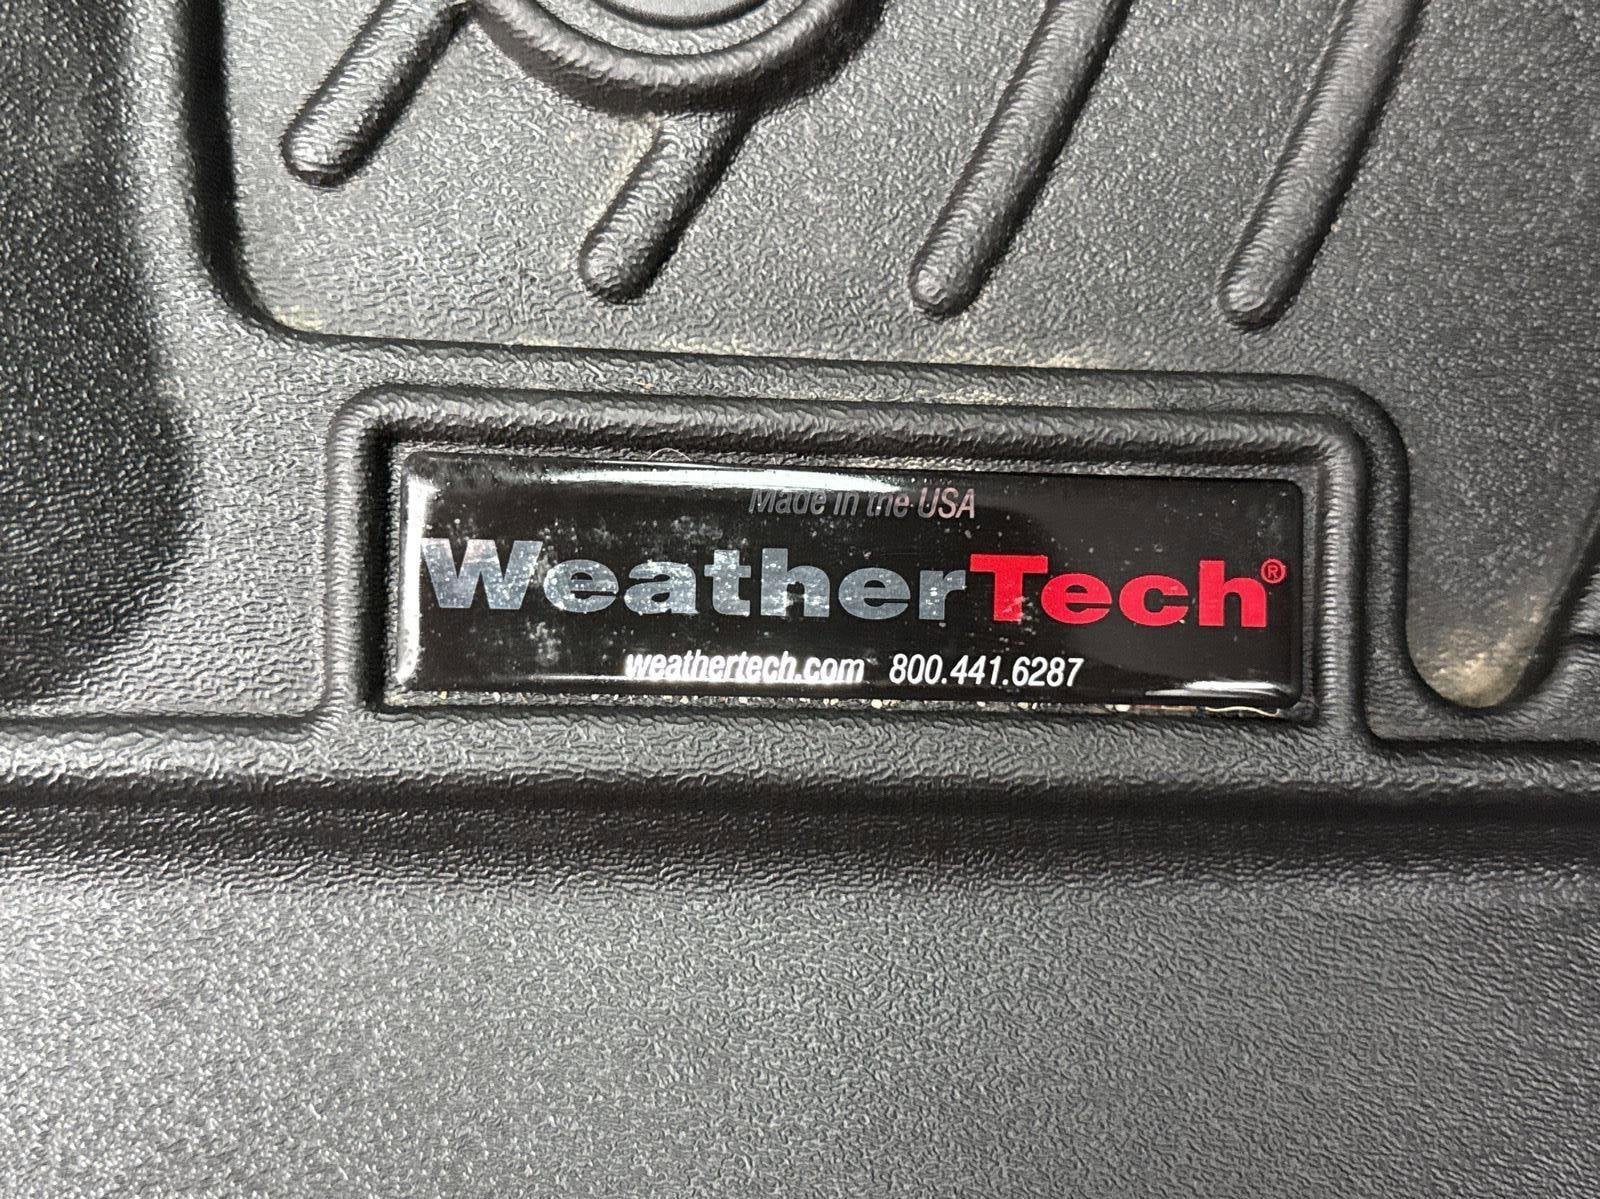 Made in the USA
WeatherTech®
weathertech.com 800.441.6287